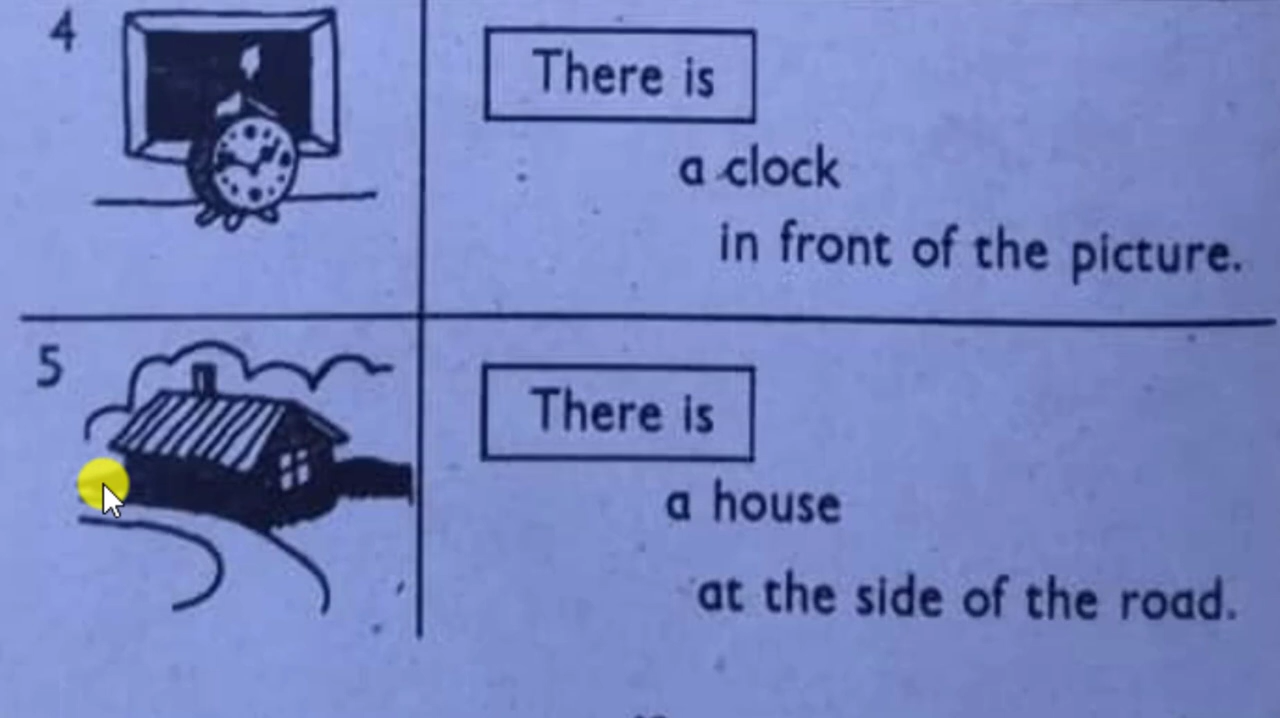 4
There is
a clock
in front of the picture.
5
There is
a house
at the side of the road.